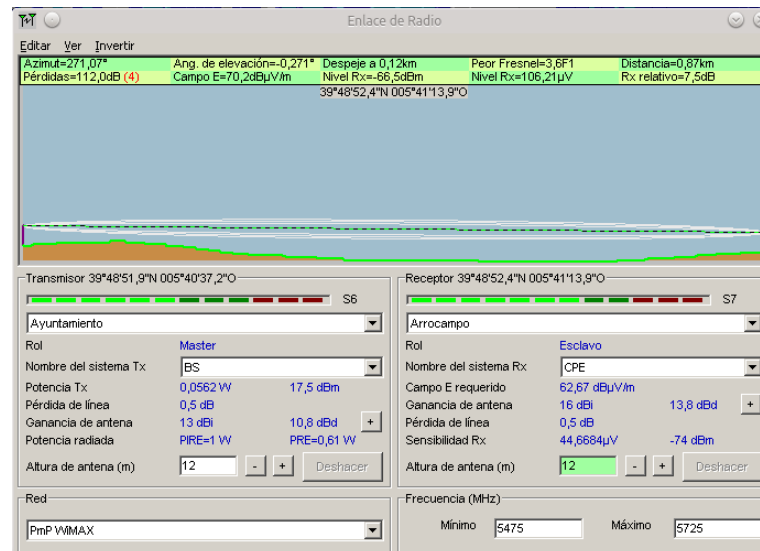 Enlace de Radio
Editar Ver Invertir
Azimut=271,07° Ang. de elevación=-0,271° Despeje a 0,12km Peor Fresnel=3,6F1 Distancia=0,87km
Pérdidas=112,0dB (4) Campo E=70,2dBµV/m Nivel Rx=-66,5dBm Nivel Rx=106,21µV Rx relativo=7,5dB
39°48'52,4"N 005°41'13,9"O
Transmisor 39°48'51,9"N 005°40'37,2"O
S6
Ayuntamiento
Rol Master
Nombre del sistema Tx BS
Potencia Tx 0,0562 W 17,5 dBm
Pérdida de línea 0,5 dB
Ganancia de antena 13 dBi 10,8 dBd +
Potencia radiada PIRE=1 W PRE=0,61 W
Altura de antena (m) 12 - + Deshacer
Red
PmP WiMAX
Receptor 39°48'52,4"N 005°41'13,9"O
S7
Arrocampo
Rol Esclavo
Nombre del sistema Rx CPE
Campo E requerido 62,67 dBµV/m
Ganancia de antena 16 dBi 13,8 dBd +
Pérdida de línea 0,5 dB
Sensibilidad Rx 44,6684µV -74 dBm
Altura de antena (m) 12 - + Deshacer
Frecuencia (MHz)
Mínimo 5475 Máximo 5725